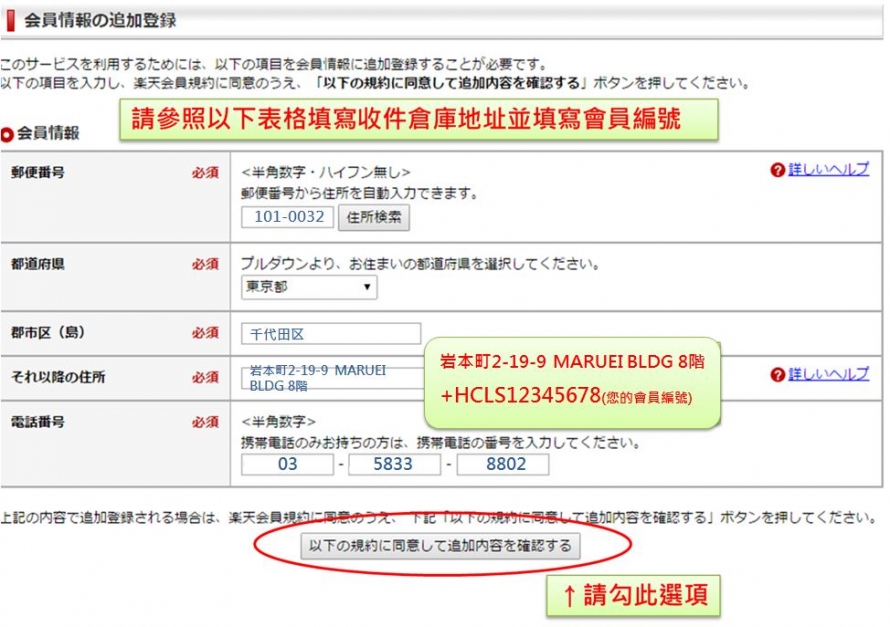 会員情報の追加登録
このサービスを利用するためには、以下の項目を会員情報に追加登録することが必要です。
以下の項目を入力し、楽天会員規約に同意のうえ、「以下の規約に同意して追加内容を確認する」ボタンを押してください。
請參照以下表格填寫收件倉庫地址並填寫會員編號
会員情報
郵便番号 必須 <半角数字・ハイフン無し> ?詳しいヘルプ
郵便番号から住所を自動入力できます。
101-0032 住所検索
都道府県 必須 プルダウンより、お住まいの都道府県を選択してください。
東京都 ▼
郡市区（島） 必須 千代田区
岩本町2-19-9 MARUEI BLDG 8階
+HCLS12345678(您的會員編號)
それ以降の住所 必須 岩本町2-19-9 MARUEI
BLDG 8階
?詳しいヘルプ
電話番号 必須 <半角数字>
携帯電話のみお持ちの方は、携帯電話の番号を入力してください。
03 - 5833 - 8802
上記の内容で追加登録される場合は、楽天会員規約に同意のうえ、 下記「以下の規約に同意して追加内容を確認する」ボタンを押してください。
以下の規約に同意して追加内容を確認する
↑請勾此選項